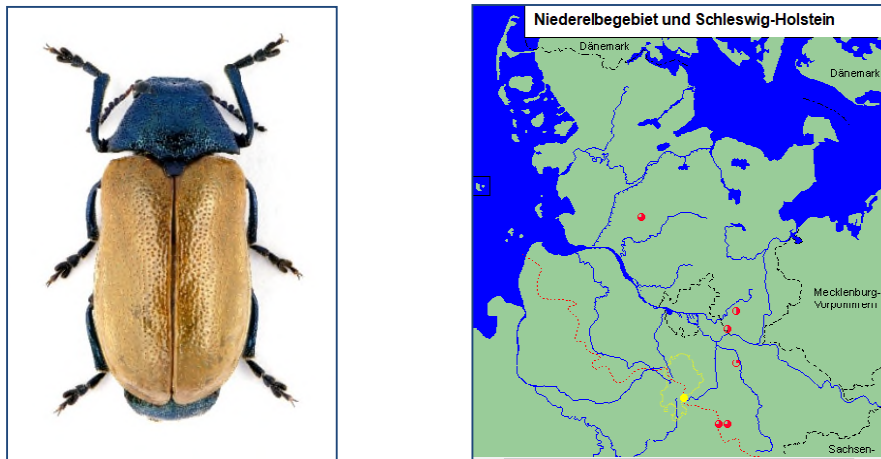 Niederelbegebiet und Schleswig-Holstein
Dänemark
Dänemark
Mecklenburg-
Vorpommern
Sachsen-